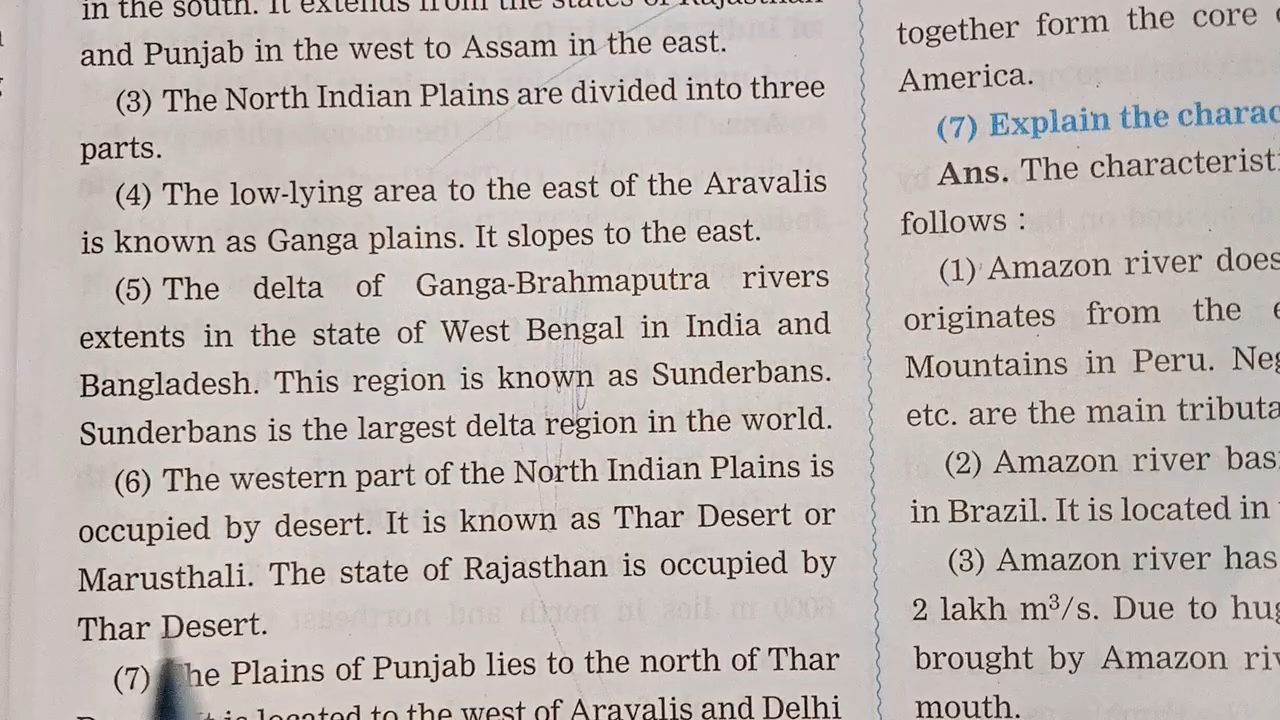 in the south. It extends from the states of Rajasthan
and Punjab in the west to Assam in the east.
(3) The North Indian Plains are divided into three
parts.
(4) The low-lying area to the east of the Aravalis
is known as Ganga plains. It slopes to the east.
(5) The delta of Ganga-Brahmaputra rivers
extents in the state of West Bengal in India and
Bangladesh. This region is known as Sunderbans.
Sunderbans is the largest delta region in the world.
(6) The western part of the North Indian Plains is
occupied by desert. It is known as Thar Desert or
Marusthali. The state of Rajasthan is occupied by
Thar Desert.
(7) The Plains of Punjab lies to the north of Thar
is located to the west of Aravalis and Delhi
together form the core
America.
(7) Explain the charac
Ans. The characteristi
follows :
(1) Amazon river does
originates from the
Mountains in Peru. Neg
etc. are the main tributa
(2) Amazon river bas
in Brazil. It is located in
(3) Amazon river has
2 lakh m³/s. Due to hug
brought by Amazon riv
mouth.